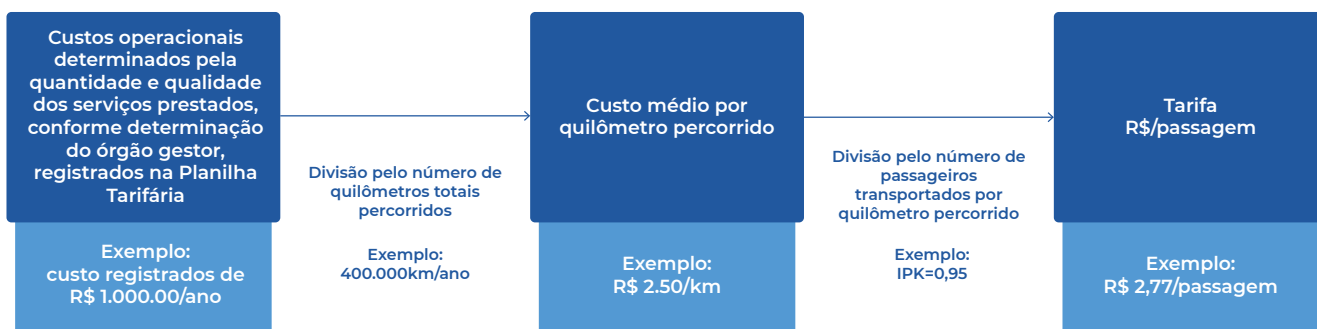 Custos operacionais
determinados pela
quantidade e qualidade
dos serviços prestados,
conforme determinação
do órgão gestor,
registrados na Planilha
Tarifária
Exemplo:
custo registrados de
R$ 1.000.00/ano
Divisão pelo número de
quilômetros totais
percorridos
Exemplo:
400.000km/ano
Custo médio por
quilômetro percorrido
Exemplo:
R$ 2.50/km
Divisão pelo número de
passageiros
transportados por
quilômetro percorrido
Exemplo:
IPK=0,95
Tarifa
R$/passagem
Exemplo:
R$ 2,77/passagem